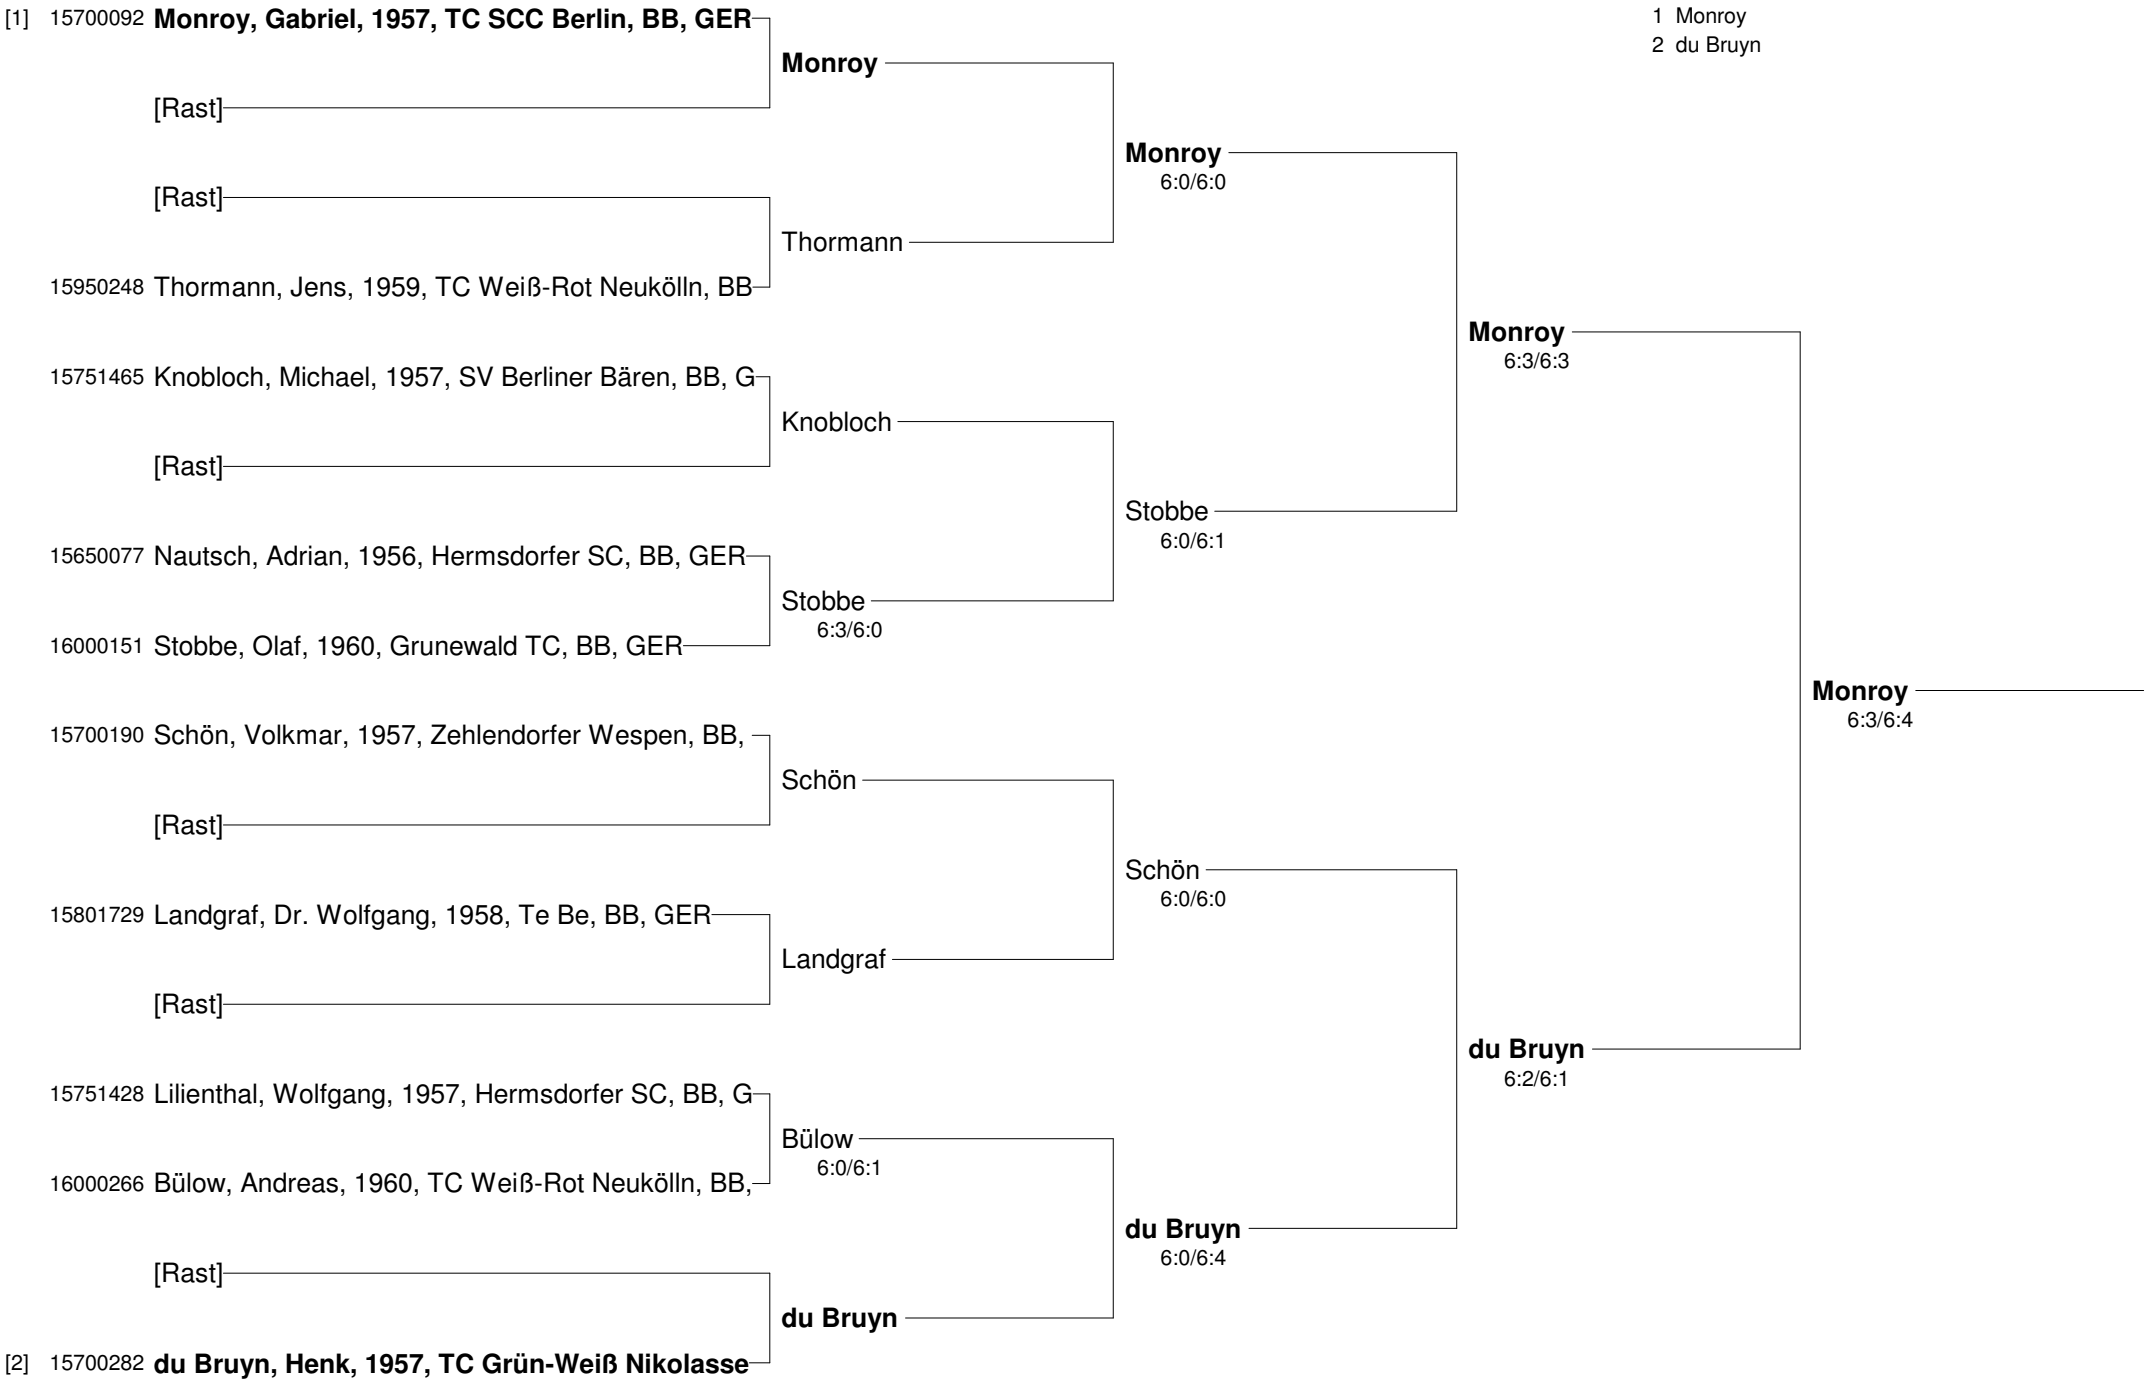 [1] 15700092 Monroy, Gabriel, 1957, TC SCC Berlin, BB, GER
1 Monroy
2 du Bruyn
Monroy
[Rast]
Monroy
6:0/6:0
[Rast]
Thormann
15950248 Thormann, Jens, 1959, TC Weiß-Rot Neukölln, BB
Monroy
6:3/6:3
15751465 Knobloch, Michael, 1957, SV Berliner Bären, BB, G
Knobloch
[Rast]
Stobbe
6:0/6:1
15650077 Nautsch, Adrian, 1956, Hermsdorfer SC, BB, GER
Stobbe
6:3/6:0
16000151 Stobbe, Olaf, 1960, Grunewald TC, BB, GER
Monroy
6:3/6:4
15700190 Schön, Volkmar, 1957, Zehlendorfer Wespen, BB,
Schön
[Rast]
Schön
6:0/6:0
15801729 Landgraf, Dr. Wolfgang, 1958, Te Be, BB, GER
Landgraf
[Rast]
du Bruyn
6:2/6:1
15751428 Lilienthal, Wolfgang, 1957, Hermsdorfer SC, BB, G
Bülow
6:0/6:1
16000266 Bülow, Andreas, 1960, TC Weiß-Rot Neukölln, BB,
du Bruyn
6:0/6:4
[Rast]
du Bruyn
[2] 15700282 du Bruyn, Henk, 1957, TC Grün-Weiß Nikolasse